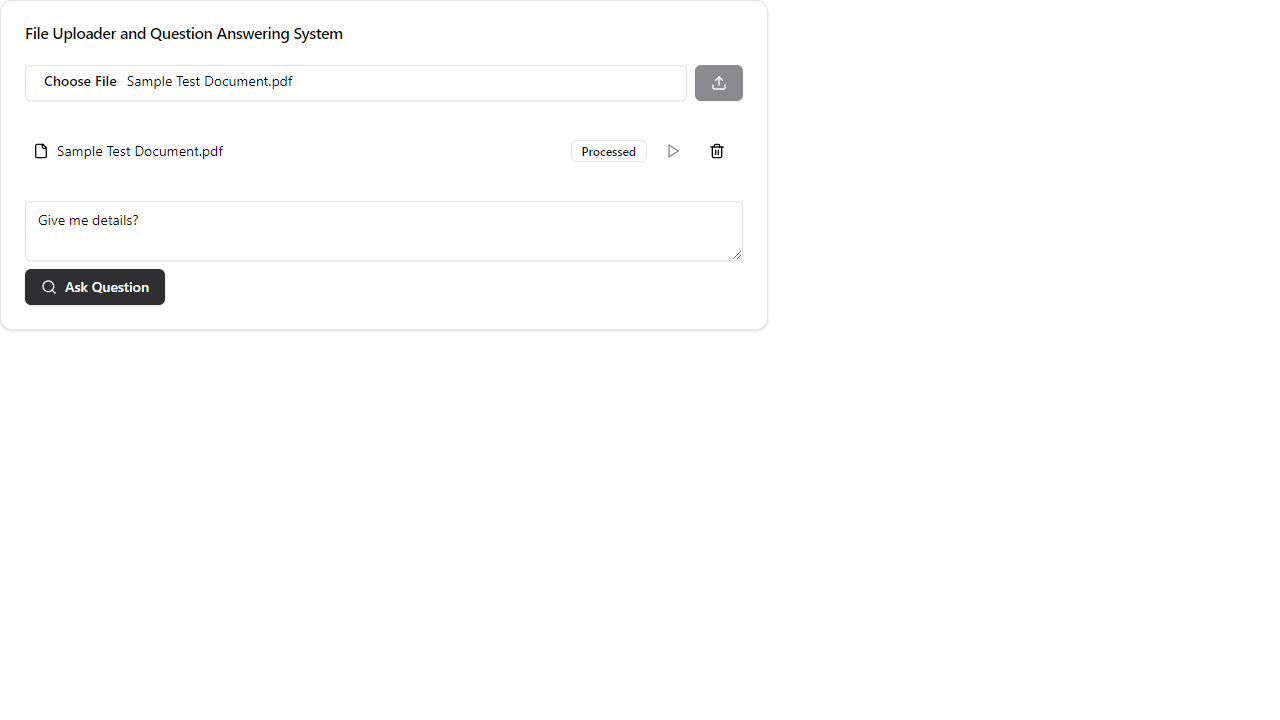 File Uploader and Question Answering System
Choose File Sample Test Document.pdf
Sample Test Document.pdf Processed
Give me details?
Ask Question